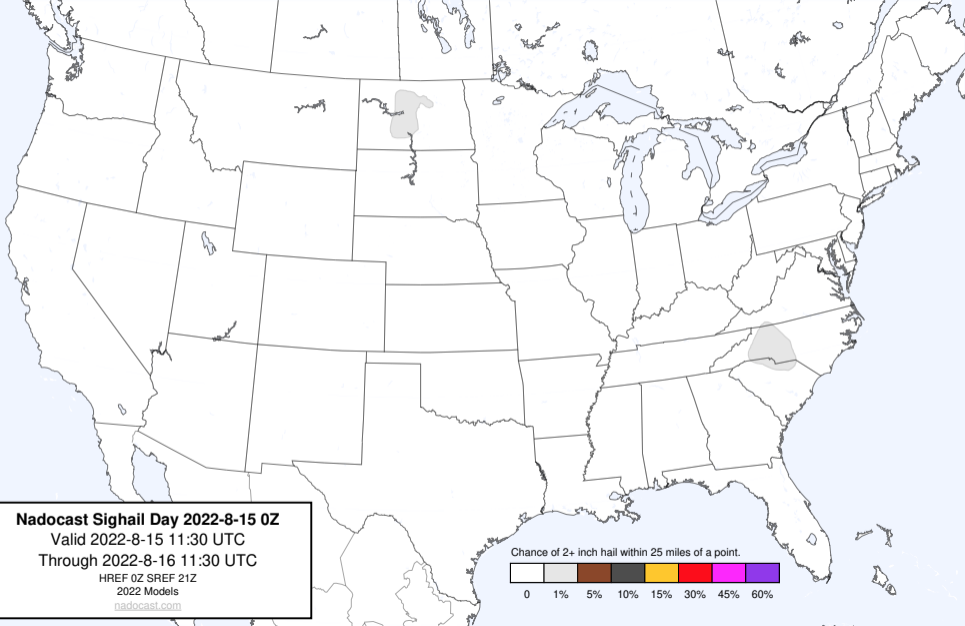 Nadocast Sighail Day 2022-8-15 0Z
Valid 2022-8-15 11:30 UTC
Through 2022-8-16 11:30 UTC
HREF 0Z SREF 21Z
2022 Models
nadocast.com
Chance of 2+ inch hail within 25 miles of a point.
0 1% 5% 10% 15% 30% 45% 60%